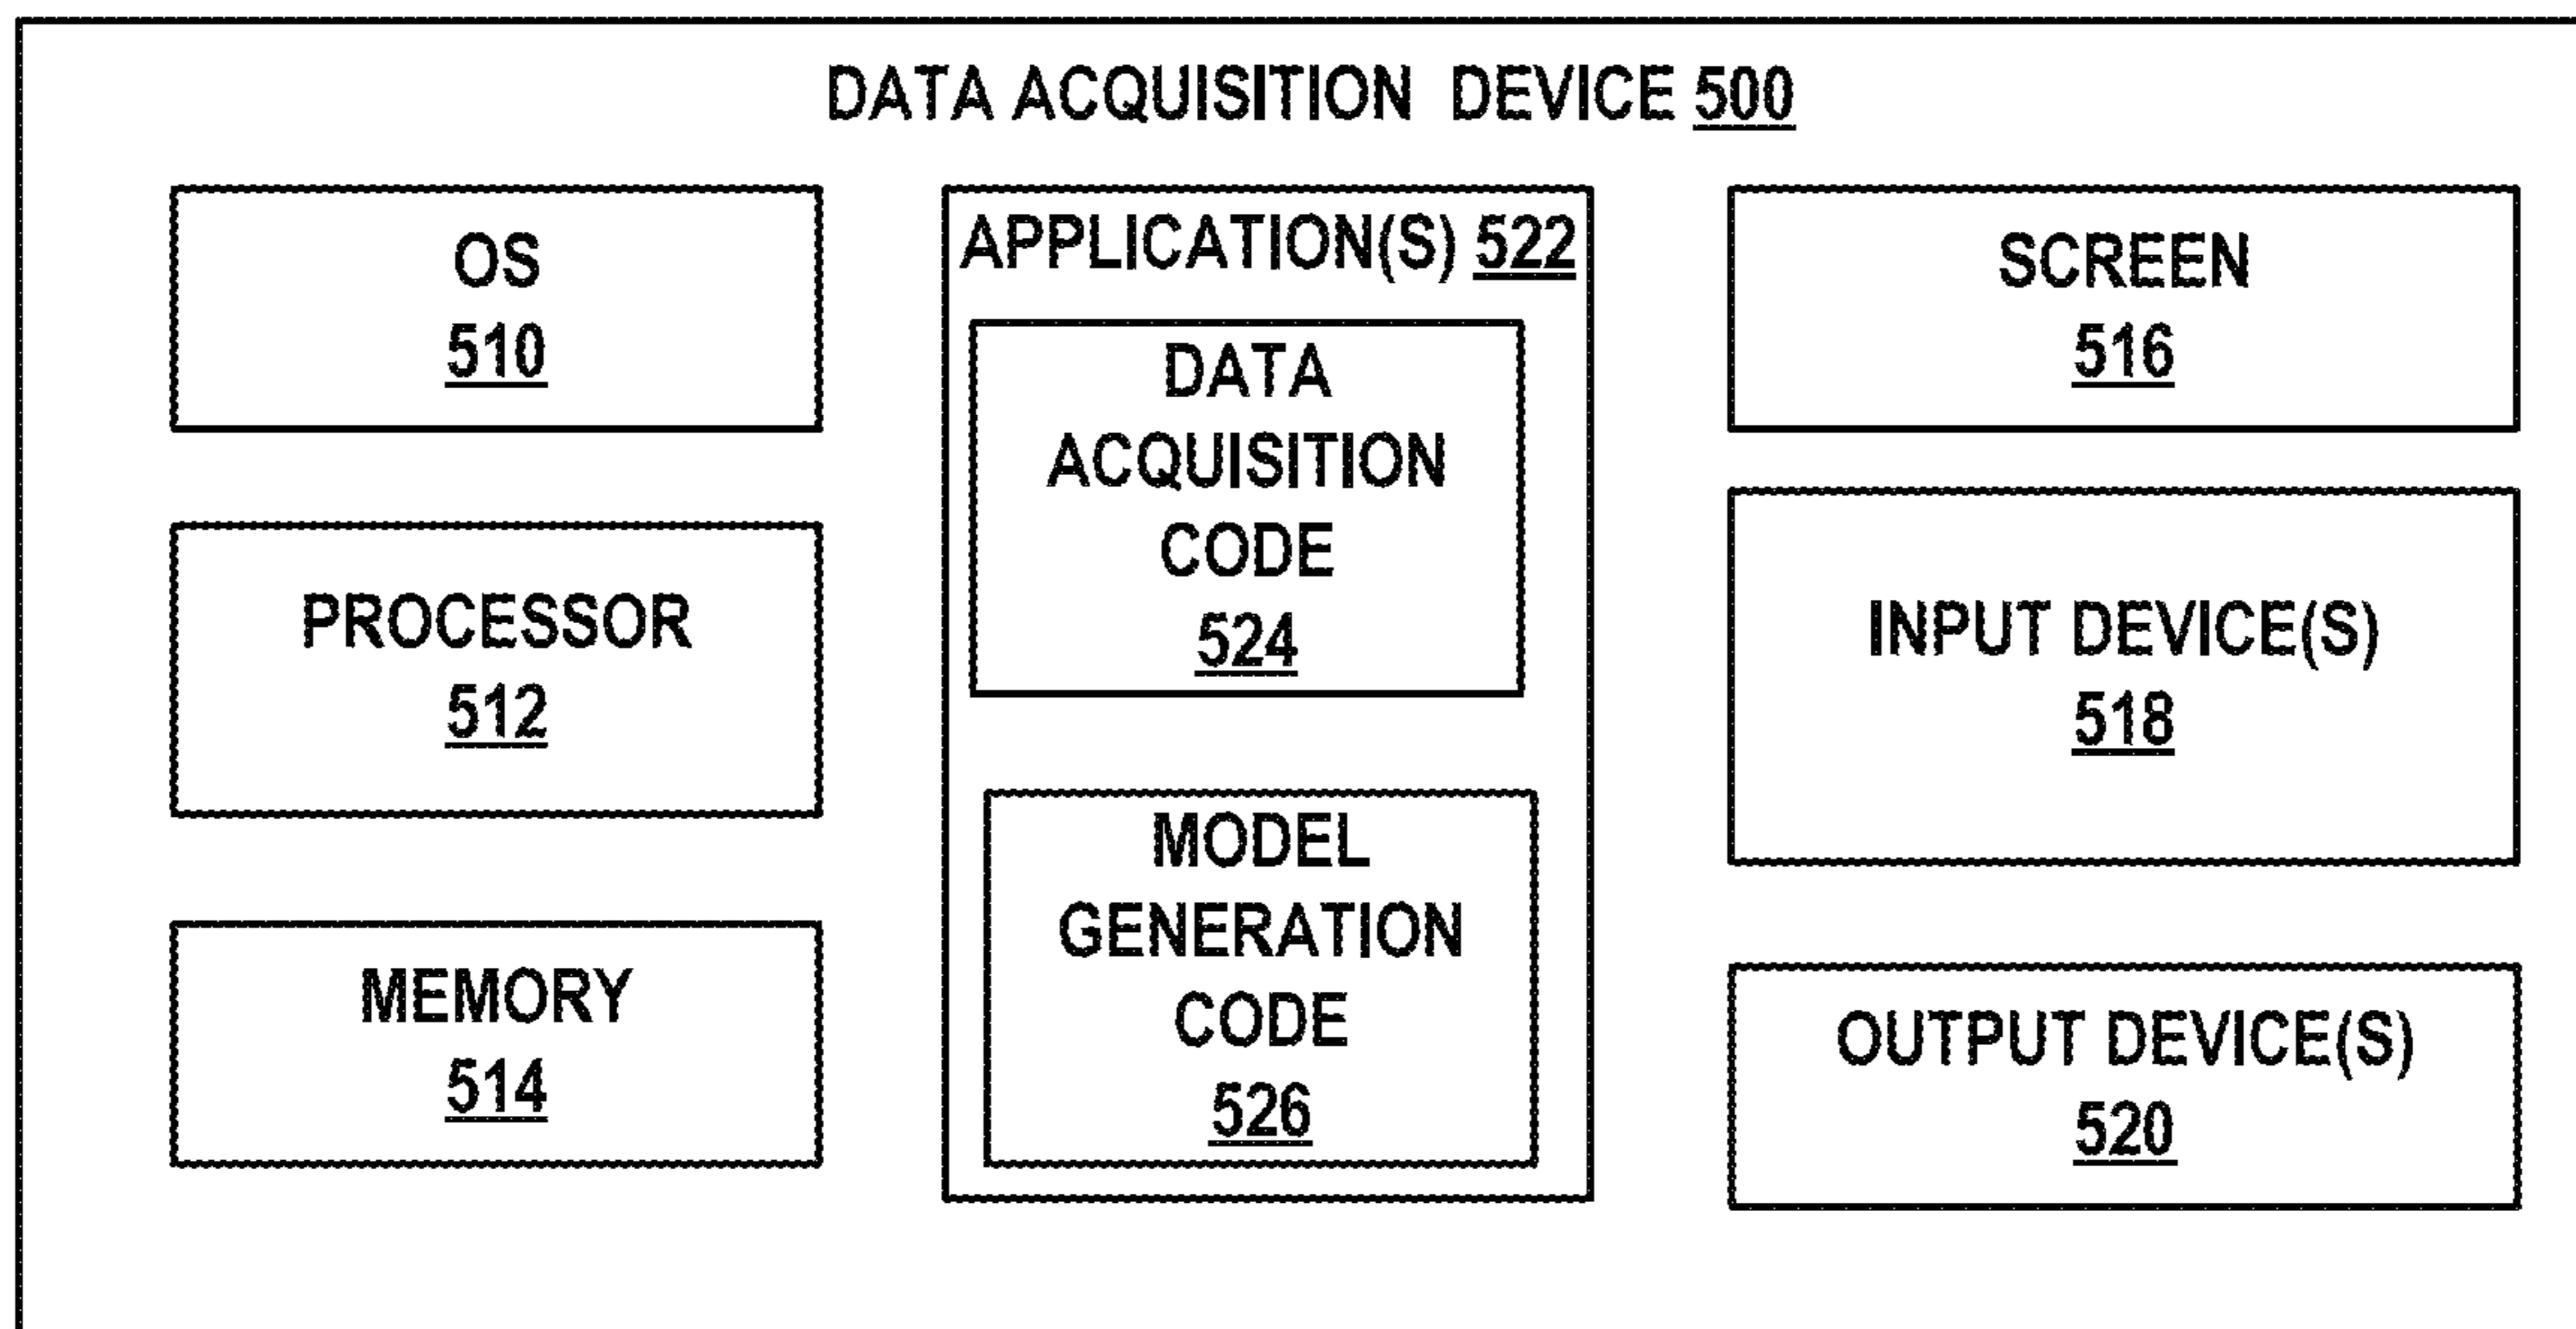 DATA ACQUISITION DEVICE 500
OS
510
PROCESSOR
512
MEMORY
514
APPLICATION(S) 522
DATA
ACQUISITION
CODE
524
MODEL
GENERATION
CODE
526
SCREEN
516
INPUT DEVICE(S)
518
OUTPUT DEVICE(S)
520